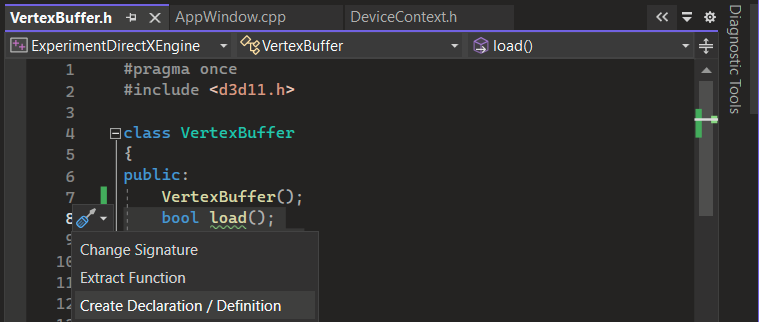 VertexBuffer.h AppWindow.cpp DeviceContext.h
ExperimentDirectXEngine VertexBuffer load()
1 #pragma once
2 #include <d3d11.h>
3
4 class VertexBuffer
5 {
6 public:
7 VertexBuffer();
8 bool load();
9
10 Change Signature
11 Extract Function
12 Create Declaration / Definition
Diagnostic Tools